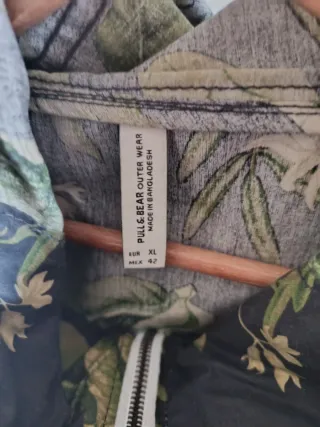 PULL&BEAR OUTER WEAR
MADE IN BANGLADESH
EUR XL
MEX 42